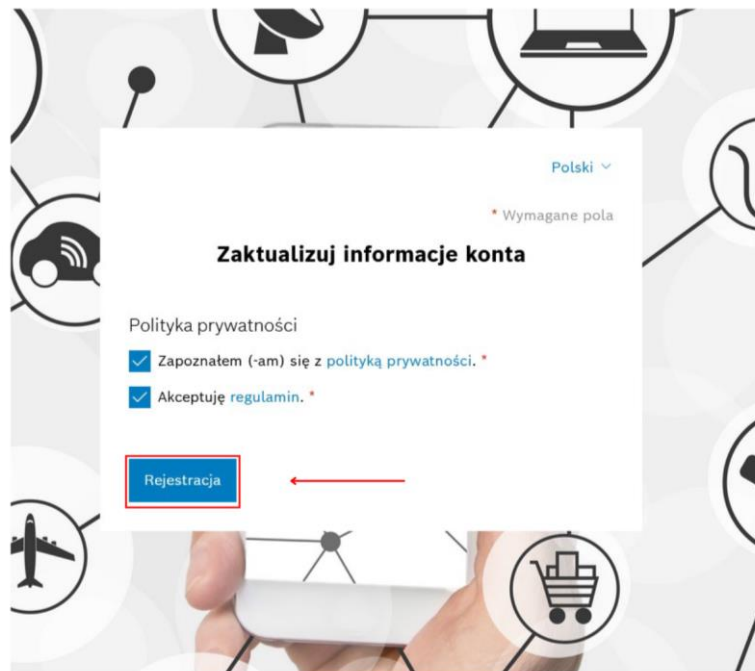 Polski
* Wymagane pola
Zaktualizuj informacje konta
Polityka prywatności
Zapoznałem (-am) się z polityką prywatności. *
Akceptuję regulamin. *
Rejestracja